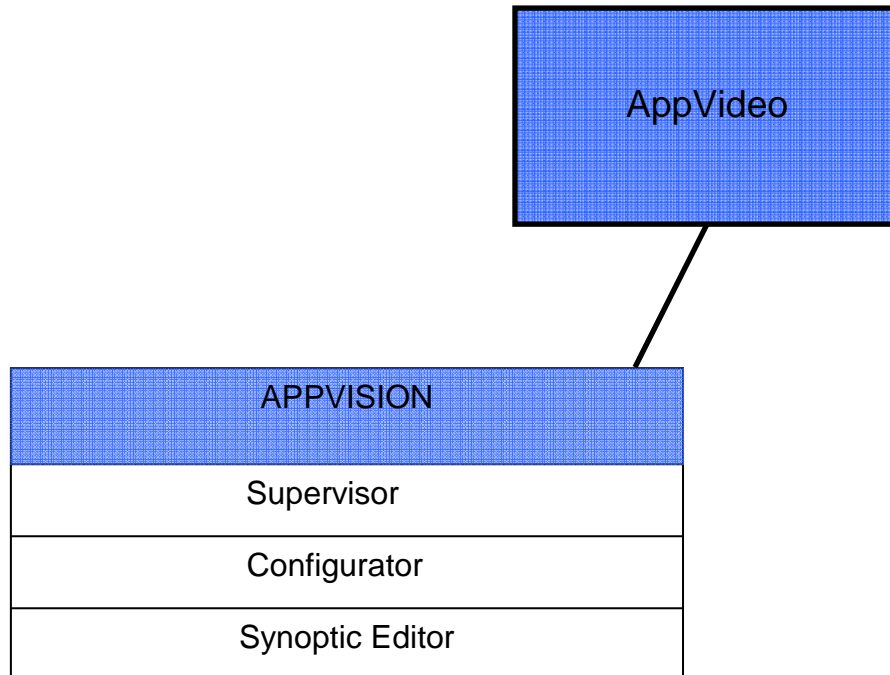 AppVideo
APPVISION
Supervisor
Configurator
Synoptic Editor